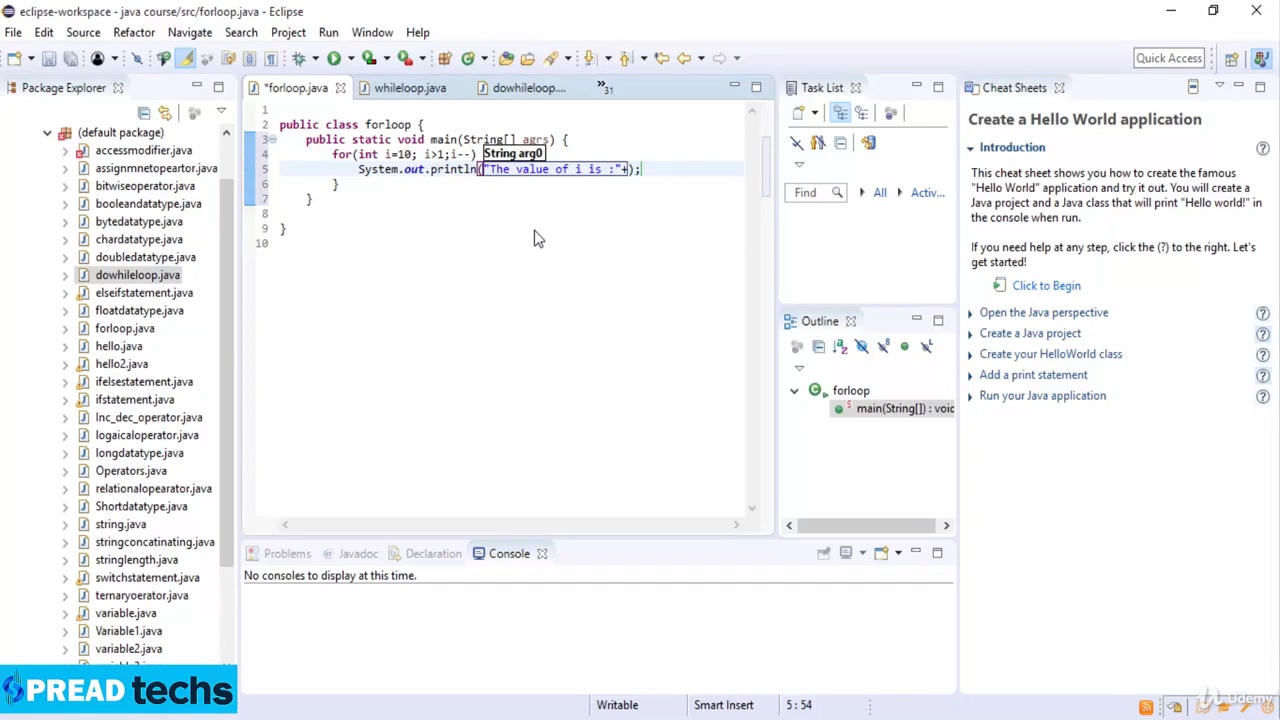 eclipse-workspace - java course/src/forloop.java - Eclipse
File Edit Source Refactor Navigate Search Project Run Window Help
Quick Access
Package Explorer
(default package)
accessmodifier.java
assignmnetopeartor.java
bitwiseoperator.java
booleandatatype.java
bytedatatype.java
chardatatype.java
doubledatatype.java
dowhileloop.java
elseifstatement.java
floatdatatype.java
forloop.java
hello.java
hello2.java
ifelsestatement.java
ifstatement.java
Inc_dec_operator.java
logaicaloperator.java
longdatatype.java
Operators.java
relationalopearator.java
Shortdatatype.java
string.java
stringconcatinating.java
stringlength.java
switchstatement.java
ternaryoerator.java
variable.java
Variable1.java
variable2.java
SPREAD techs
*forloop.java whileloop.java dowhileloop.... »31
1
2 public class forloop {
3 public static void main(String[] agrs) {
4 for(int i=10; i>1;i--) String arg0
5 System.out.println("The value of i is :"+);
6 }
7 }
8
9 }
10
Problems Javadoc Declaration Console
No consoles to display at this time.
Task List
Find All Activ...
Outline
forloop
main(String[]) : void
Cheat Sheets
Create a Hello World application
Introduction
This cheat sheet shows you how to create the famous
"Hello World" application and try it out. You will create a
Java project and a Java class that will print "Hello world!" in
the console when run.
If you need help at any step, click the (?) to the right. Let's
get started!
Click to Begin
Open the Java perspective
Create a Java project
Create your HelloWorld class
Add a print statement
Run your Java application
Writable Smart Insert 5 : 54
Udemy